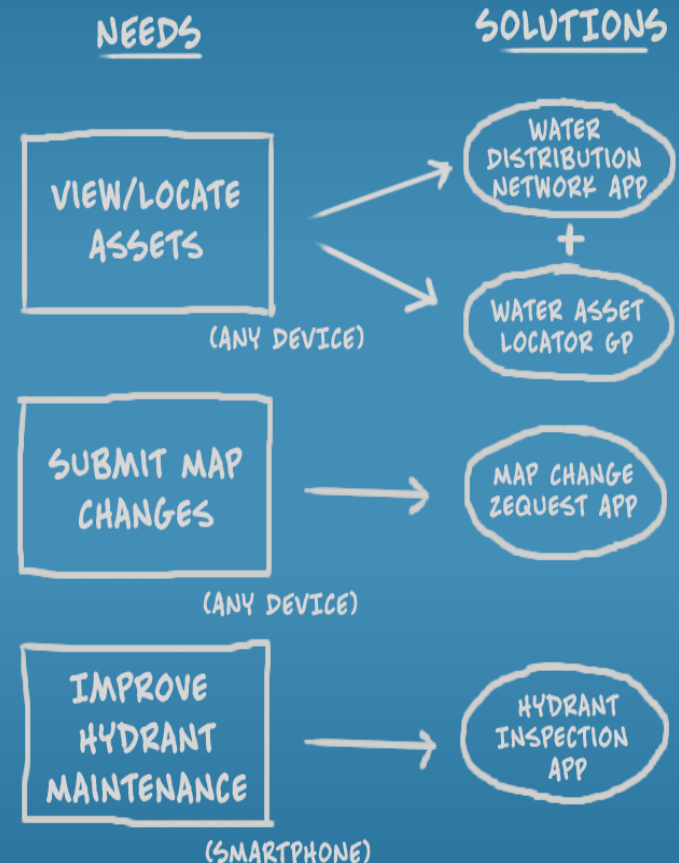 NEEDS
SOLUTIONS
VIEW/LOCATE
ASSETS
(ANY DEVICE)
WATER
DISTRIBUTION
NETWORK APP
+
WATER ASSET
LOCATOR GP
SUBMIT MAP
CHANGES
(ANY DEVICE)
MAP CHANGE
ZEQUEST APP
IMPROVE
HYDRANT
MAINTENANCE
(SMARTPHONE)
HYDRANT
INSPECTION
APP